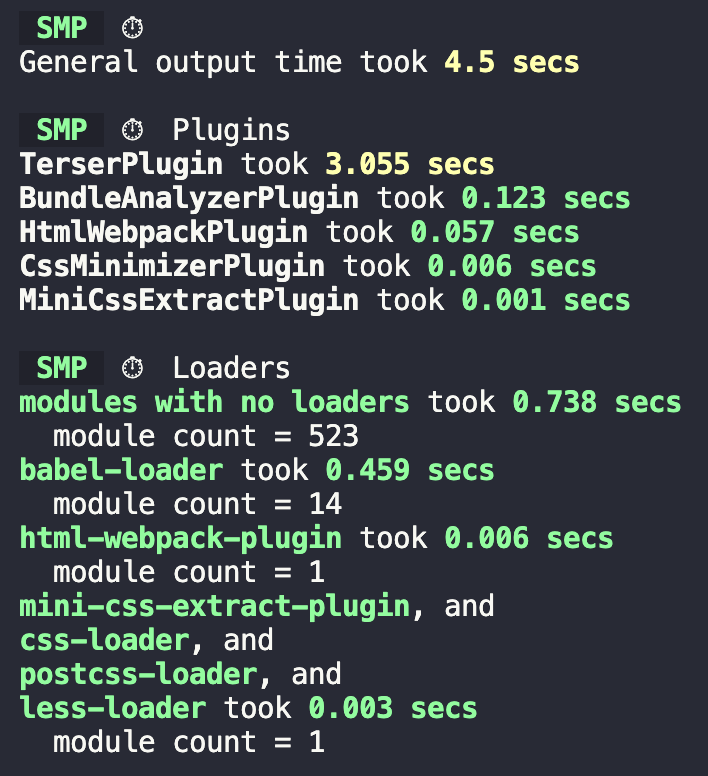 SMP ⏱
General output time took 4.5 secs
SMP ⏱ Plugins
TerserPlugin took 3.055 secs
BundleAnalyzerPlugin took 0.123 secs
HtmlWebpackPlugin took 0.057 secs
CssMinimizerPlugin took 0.006 secs
MiniCssExtractPlugin took 0.001 secs
SMP ⏱ Loaders
modules with no loaders took 0.738 secs
module count = 523
babel-loader took 0.459 secs
module count = 14
html-webpack-plugin took 0.006 secs
module count = 1
mini-css-extract-plugin, and
css-loader, and
postcss-loader, and
less-loader took 0.003 secs
module count = 1